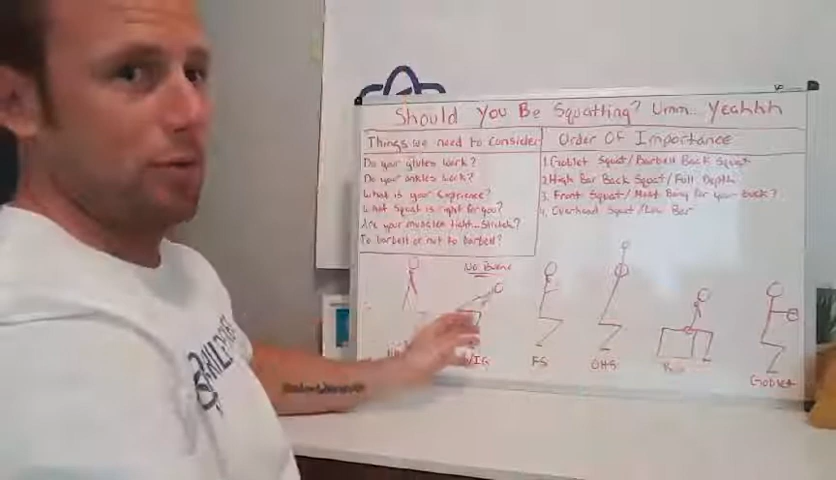 Should You Be Squatting? Umm.. Yeahhh
Things we need to consider
Do your glutes work?
Do your ankles work?
What is your experience?
What squat is right for you?
Are your muscles tight...stretch?
To barbell or not to barbell?
Order Of Importance
1. Goblet Squat/Barbell Back Squat
2. High Bar Back Squat/Full Depth
3. Front Squat/Most Bang for your buck?
4. Overhead Squat/Low Bar
No Bueno
FS
OHS
Goblet